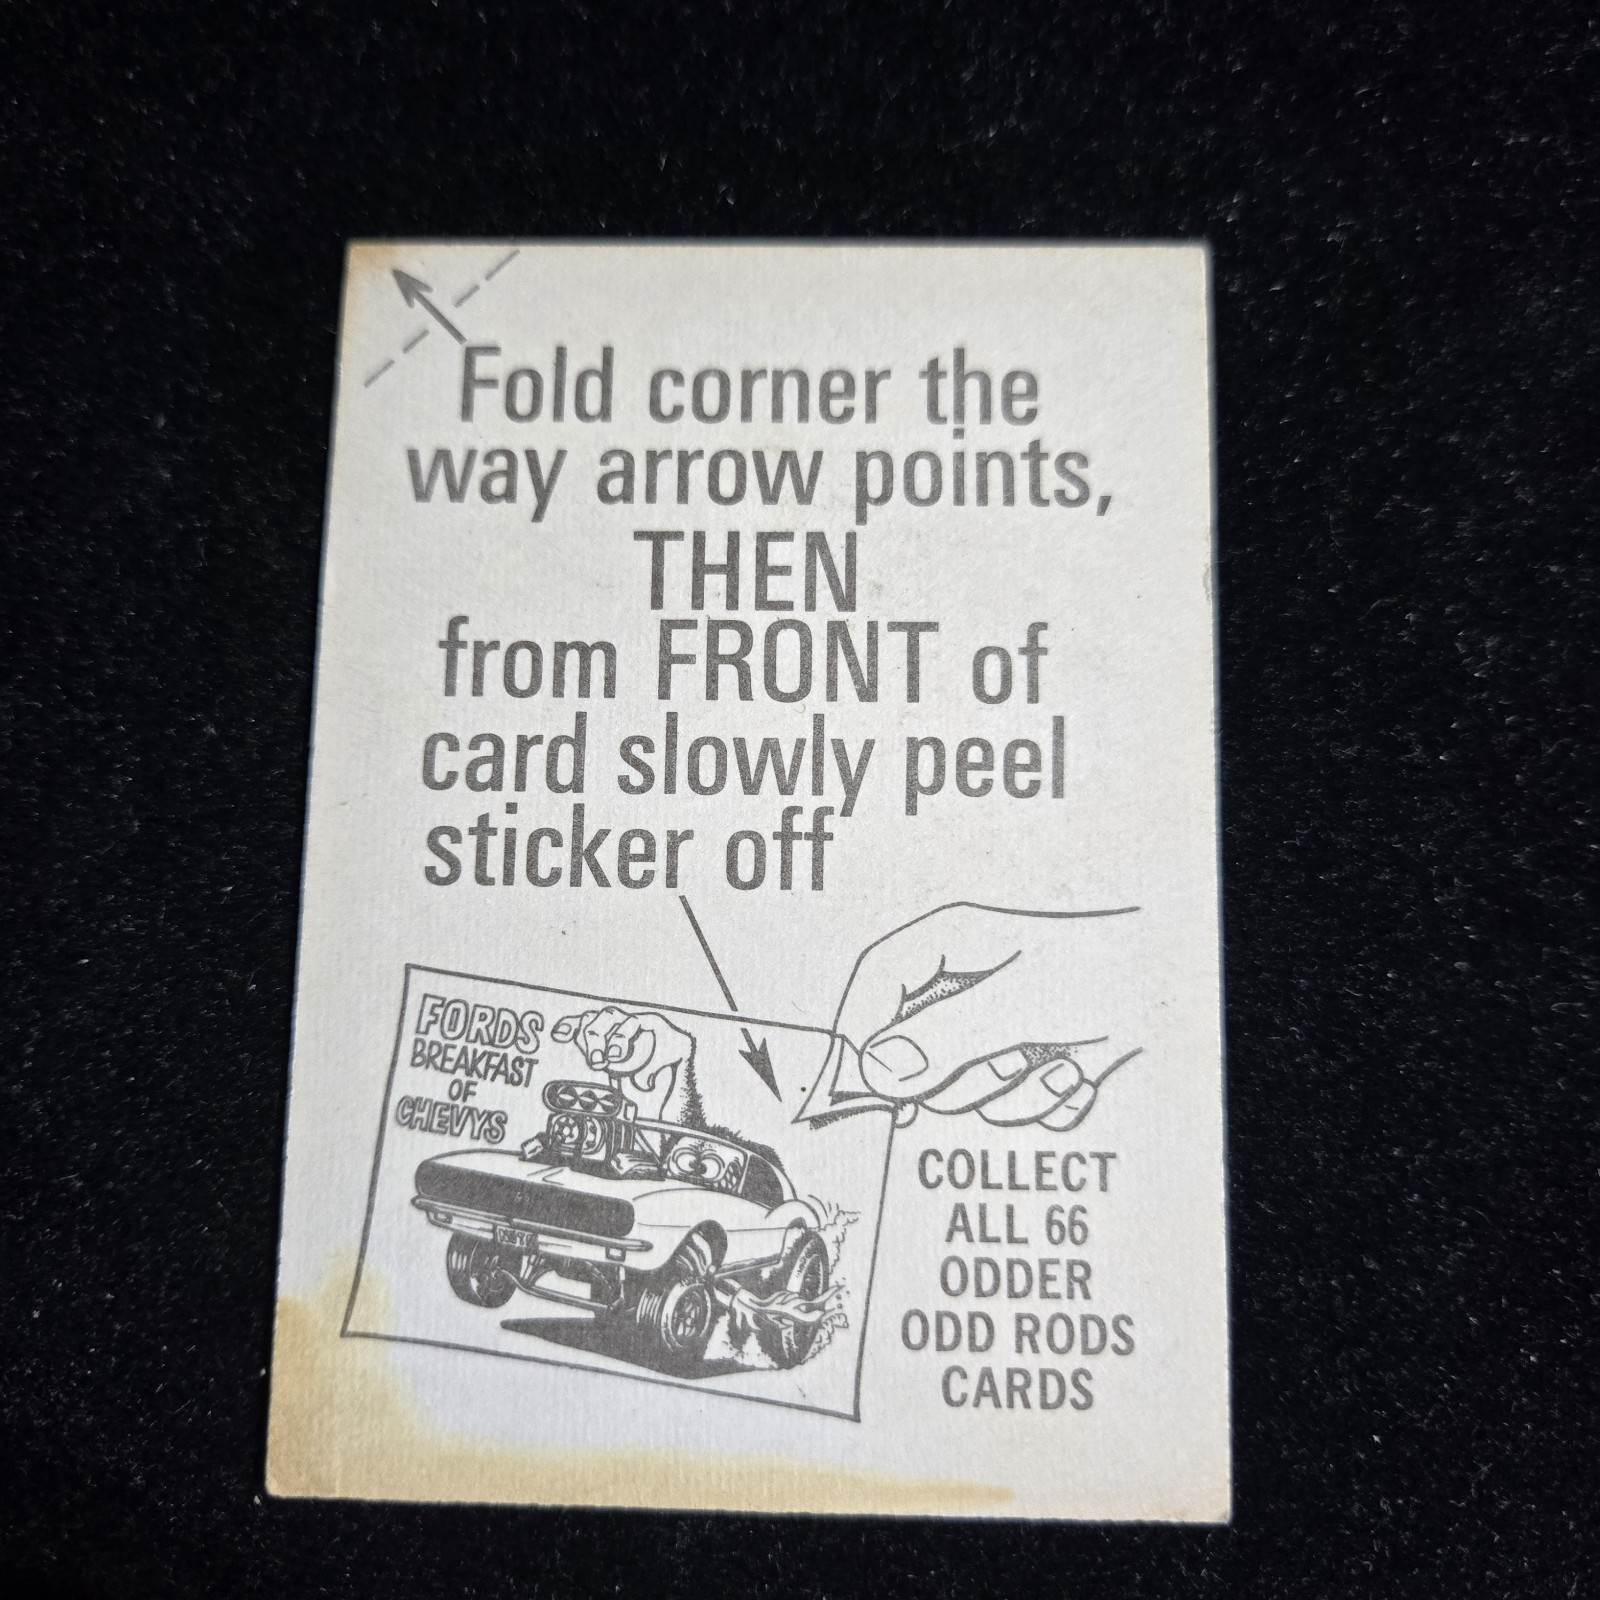 Fold corner the
way arrow points,
THEN
from FRONT of
card slowly peel
sticker off
FORDS
BREAKFAST
OF
CHEVYS
COLLECT
ALL 66
ODDER
ODD RODS
CARDS